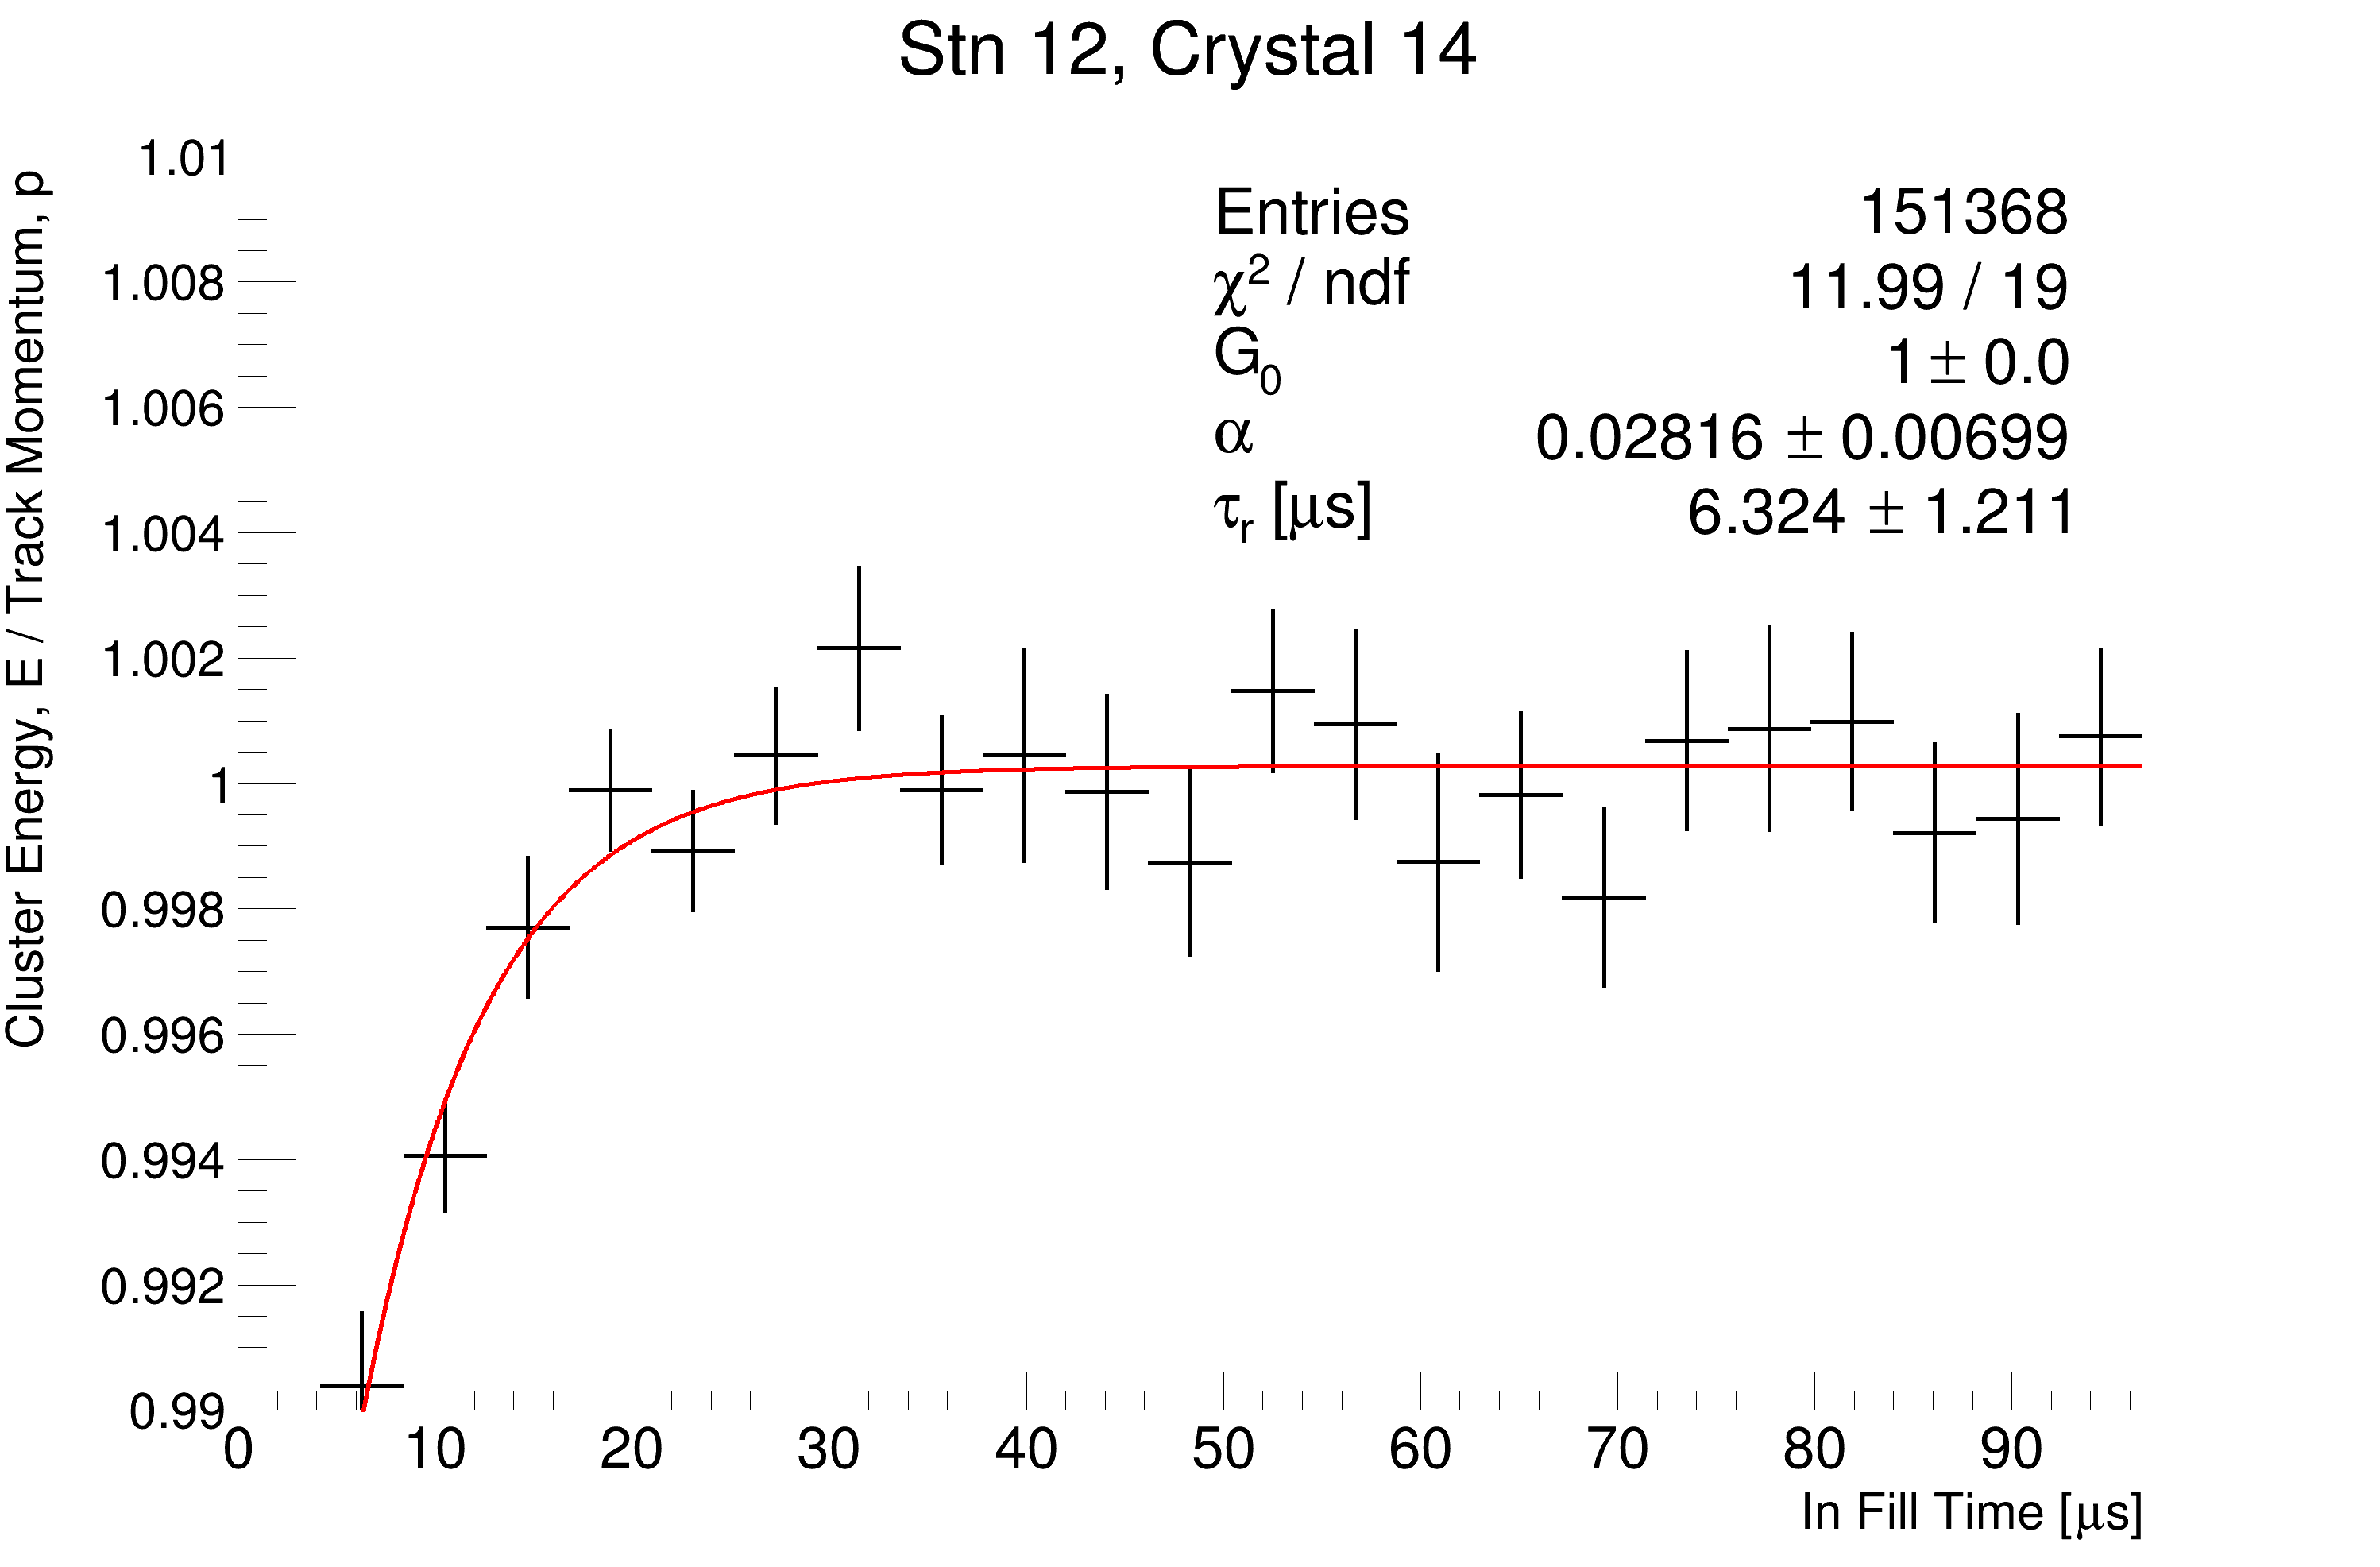 Stn 12, Crystal 14
Cluster Energy, E / Track Momentum, p
1.01
1.008
1.006
1.004
1.002
1
0.998
0.996
0.994
0.992
0.99
Entries 151368
χ² / ndf 11.99 / 19
G₀ 1 ± 0.0
α 0.02816 ± 0.00699
τᵣ [μs] 6.324 ± 1.211
0 10 20 30 40 50 60 70 80 90
In Fill Time [μs]